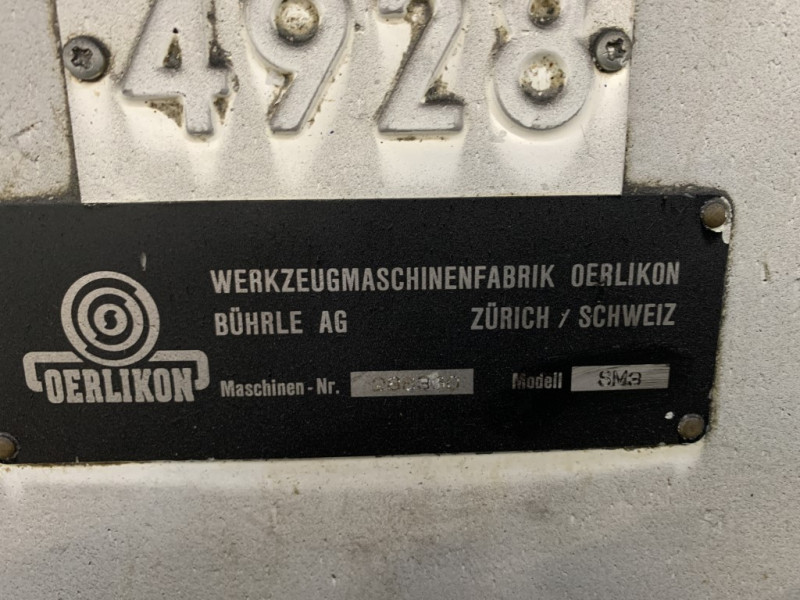 4928
WERKZEUGMASCHINENFABRIK OERLIKON
BÜHRLE AG ZÜRICH / SCHWEIZ
OERLIKON
Maschinen-Nr. Modell SM3